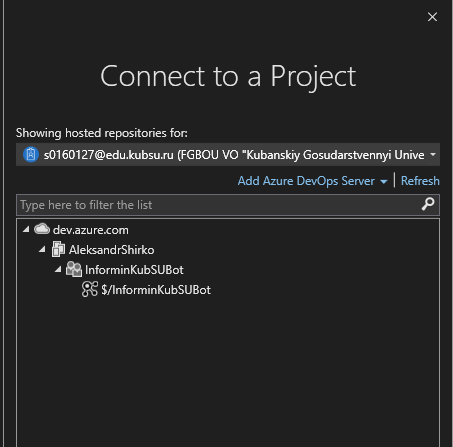 Connect to a Project
Showing hosted repositories for:
s0160127@edu.kubsu.ru (FGBOU VO "Kubanskiy Gosudarstvennyi Unive
Add Azure DevOps Server | Refresh
Type here to filter the list
dev.azure.com
AleksandrShirko
InforminKubSUBot
$/InforminKubSUBot